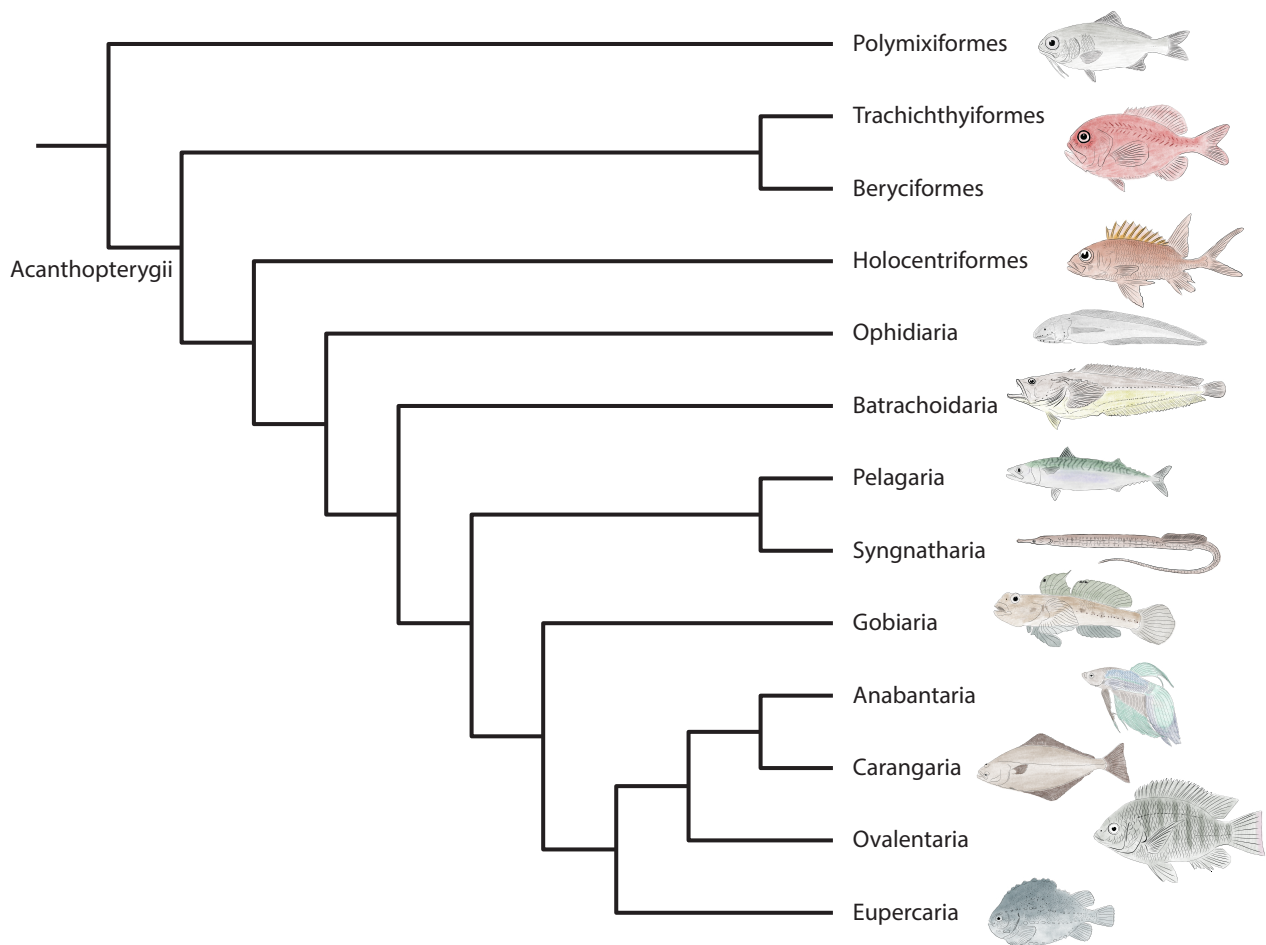 Polymixiformes
Trachichthyiformes
Beryciformes
Acanthopterygii
Holocentriformes
Ophidiaria
Batrachoidaria
Pelagaria
Syngnatharia
Gobiaria
Anabantaria
Carangaria
Ovalentaria
Eupercaria